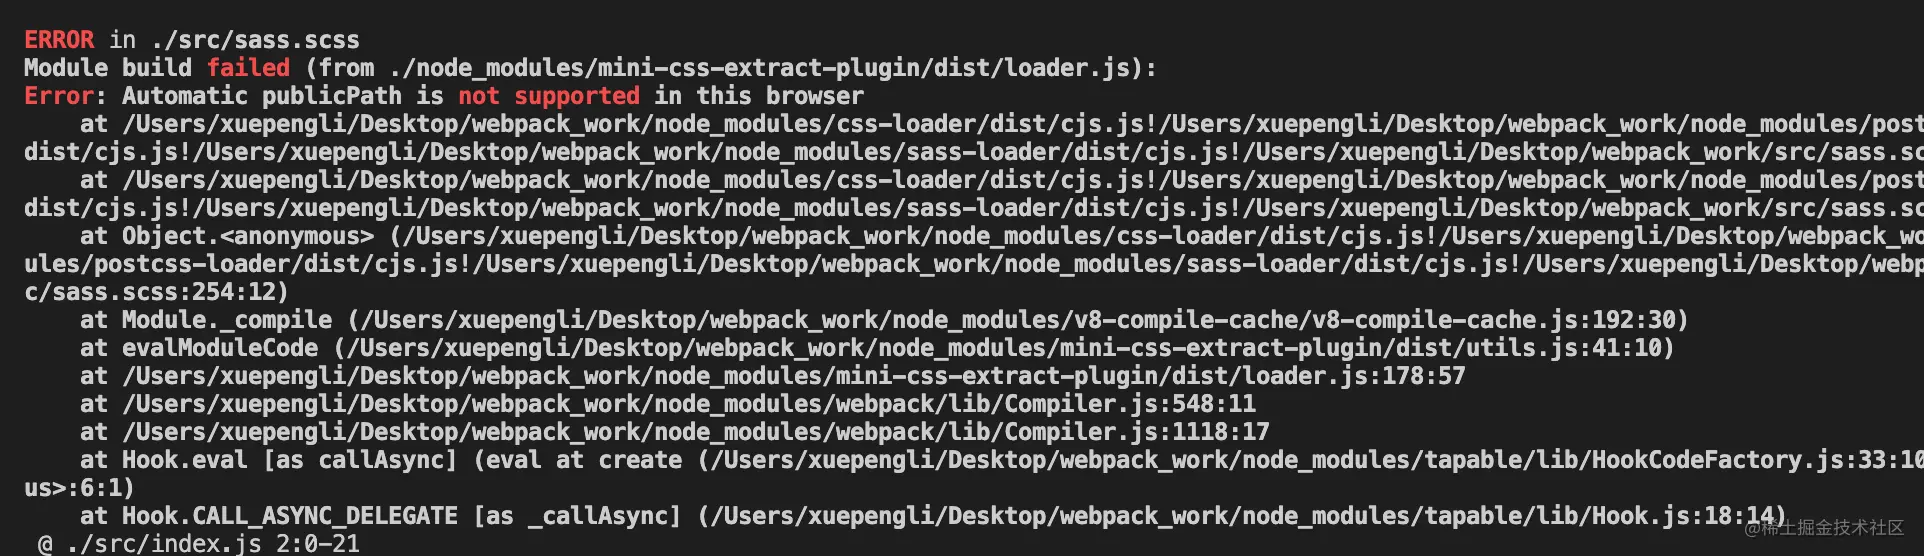 ERROR in ./src/sass.scss
Module build failed (from ./node_modules/mini-css-extract-plugin/dist/loader.js):
Error: Automatic publicPath is not supported in this browser
    at /Users/xuepengli/Desktop/webpack_work/node_modules/css-loader/dist/cjs.js!/Users/xuepengli/Desktop/webpack_work/node_modules/post
dist/cjs.js!/Users/xuepengli/Desktop/webpack_work/node_modules/sass-loader/dist/cjs.js!/Users/xuepengli/Desktop/webpack_work/src/sass.sc
    at /Users/xuepengli/Desktop/webpack_work/node_modules/css-loader/dist/cjs.js!/Users/xuepengli/Desktop/webpack_work/node_modules/post
dist/cjs.js!/Users/xuepengli/Desktop/webpack_work/node_modules/sass-loader/dist/cjs.js!/Users/xuepengli/Desktop/webpack_work/src/sass.sc
    at Object.<anonymous> (/Users/xuepengli/Desktop/webpack_work/node_modules/css-loader/dist/cjs.js!/Users/xuepengli/Desktop/webpack_wo
ules/postcss-loader/dist/cjs.js!/Users/xuepengli/Desktop/webpack_work/node_modules/sass-loader/dist/cjs.js!/Users/xuepengli/Desktop/webp
c/sass.scss:254:12)
    at Module._compile (/Users/xuepengli/Desktop/webpack_work/node_modules/v8-compile-cache/v8-compile-cache.js:192:30)
    at evalModuleCode (/Users/xuepengli/Desktop/webpack_work/node_modules/mini-css-extract-plugin/dist/utils.js:41:10)
    at /Users/xuepengli/Desktop/webpack_work/node_modules/mini-css-extract-plugin/dist/loader.js:178:57
    at /Users/xuepengli/Desktop/webpack_work/node_modules/webpack/lib/Compiler.js:548:11
    at /Users/xuepengli/Desktop/webpack_work/node_modules/webpack/lib/Compiler.js:1118:17
    at Hook.eval [as callAsync] (eval at create (/Users/xuepengli/Desktop/webpack_work/node_modules/tapable/lib/HookCodeFactory.js:33:10
us>:6:1)
    at Hook.CALL_ASYNC_DELEGATE [as _callAsync] (/Users/xuepengli/Desktop/webpack_work/node_modules/tapable/lib/Hook.js:18:14)
 @ ./src/index.js 2:0-21
@稀土掘金技术社区